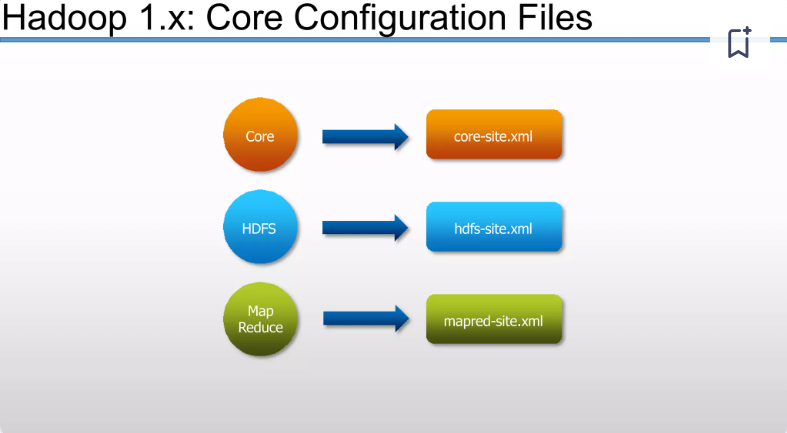 Hadoop 1.x: Core Configuration Files
Core
core-site.xml
HDFS
hdfs-site.xml
Map
Reduce
mapred-site.xml